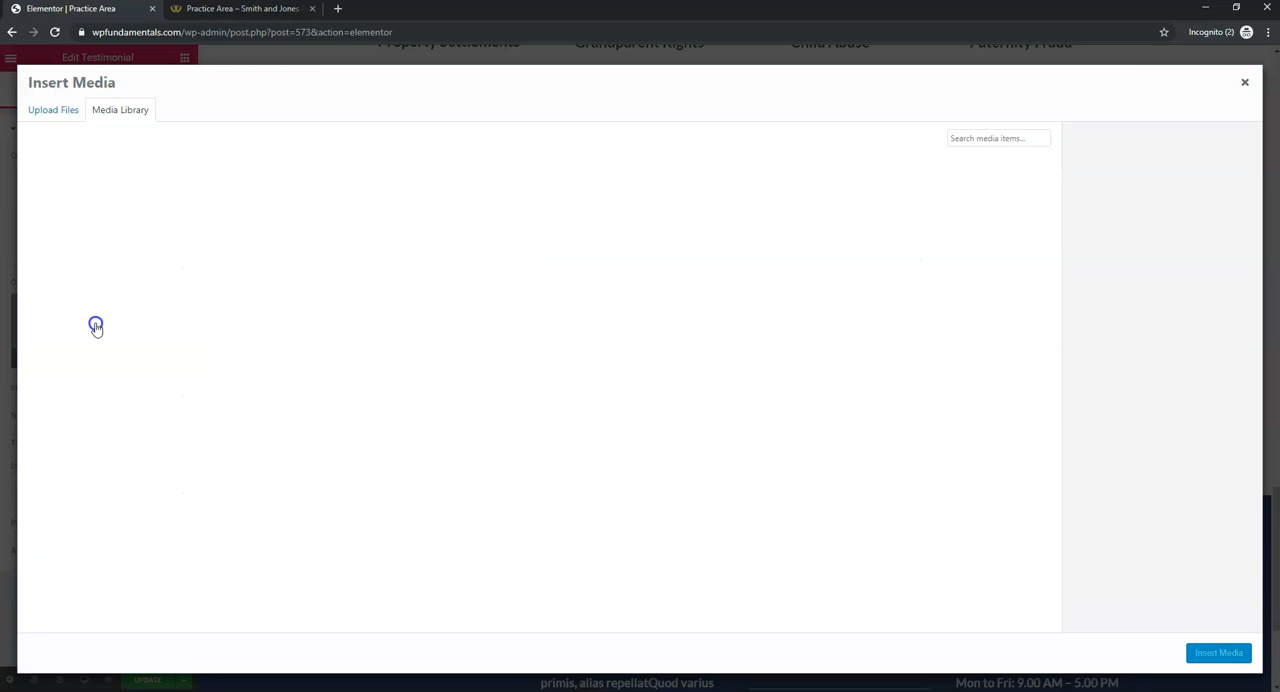 Elementor | Practice Area
Practice Area – Smith and Jones
wpfundamentals.com/wp-admin/post.php?post=573&action=elementor
Incognito (2)
Property Settlements
Grandparent Rights
Child Abuse
Paternity Fraud
Edit Testimonial
Insert Media
Upload Files
Media Library
Search media items...
Insert Media
UPDATE
primis, alias repellatQuod varius
Mon to Fri: 9.00 AM – 5.00 PM